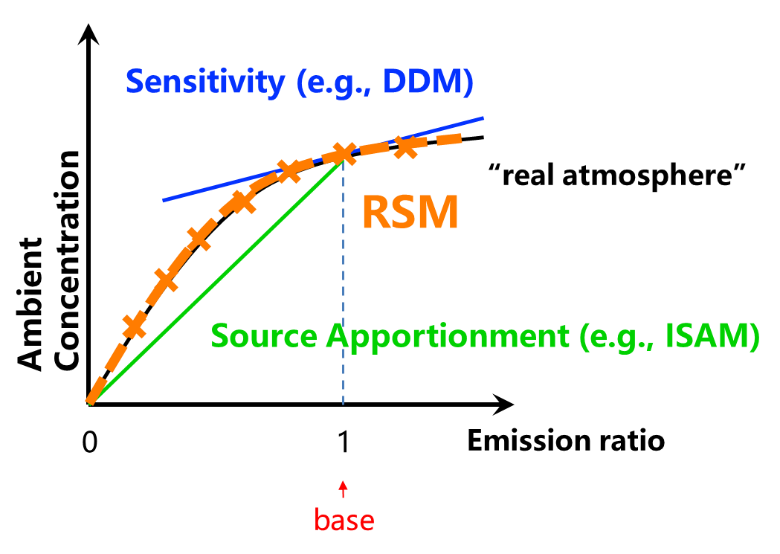 Sensitivity (e.g., DDM)
"real atmosphere"
RSM
Ambient
Concentration
Source Apportionment (e.g., ISAM)
0
1
Emission ratio
base